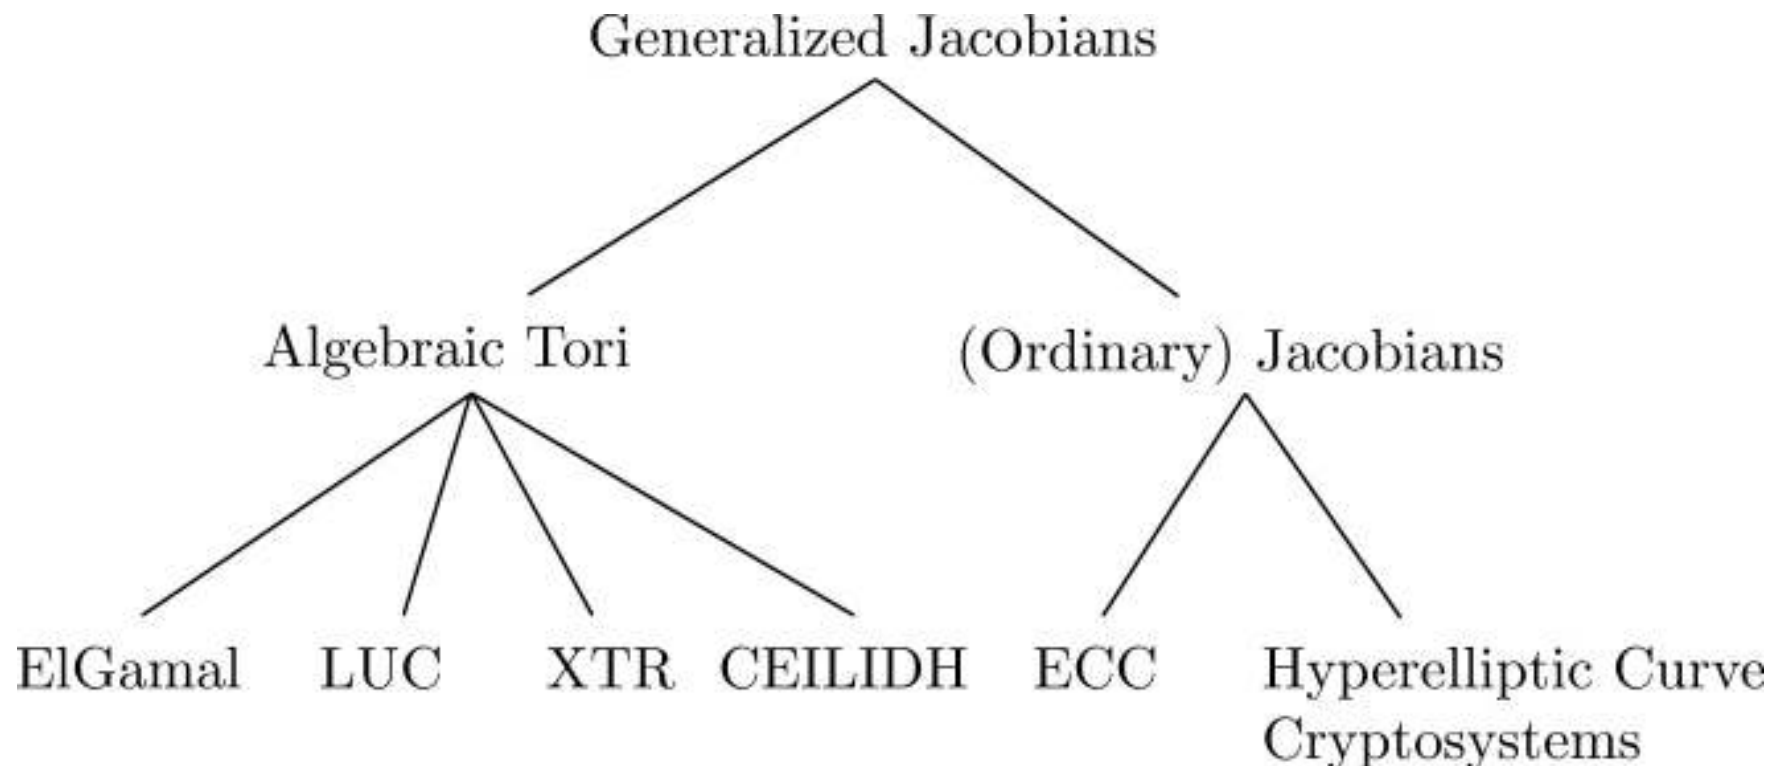 Generalized Jacobians
Algebraic Tori
(Ordinary) Jacobians
ElGamal
LUC
XTR
CEILIDH
ECC
Hyperelliptic Curve
Cryptosystems